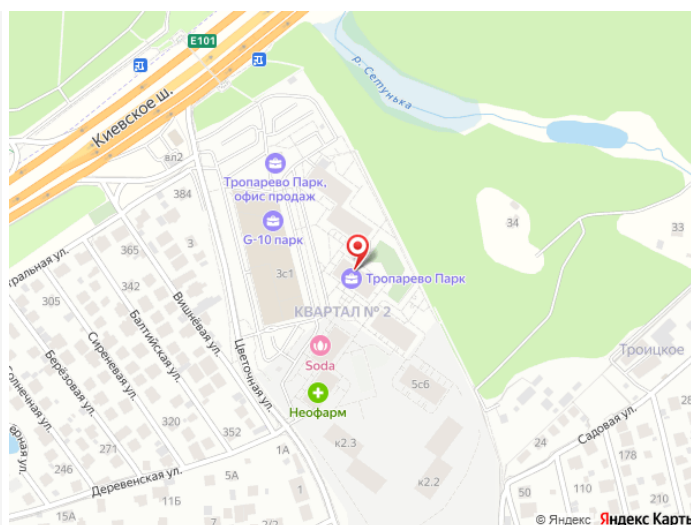 E101
Киевское ш.
р. Сетунька
вл2
Тропарево Парк,
офис продаж
384
G-10 парк
34
33
3
365
3с1
Тропарево Парк
342
305
КВАРТАЛ № 2
Вишнёвая ул.
Балтийская ул.
Сиреневая ул.
Берёзовая ул.
Цветочная ул.
Soda
5с6
Троицкое
Неофарм
Садовая ул.
320
352
271
246
1А
к2.3
24
Деревенская ул.
5А
11Б
к2.2
50
110
178
210
© Яндекс Яндекс Карты